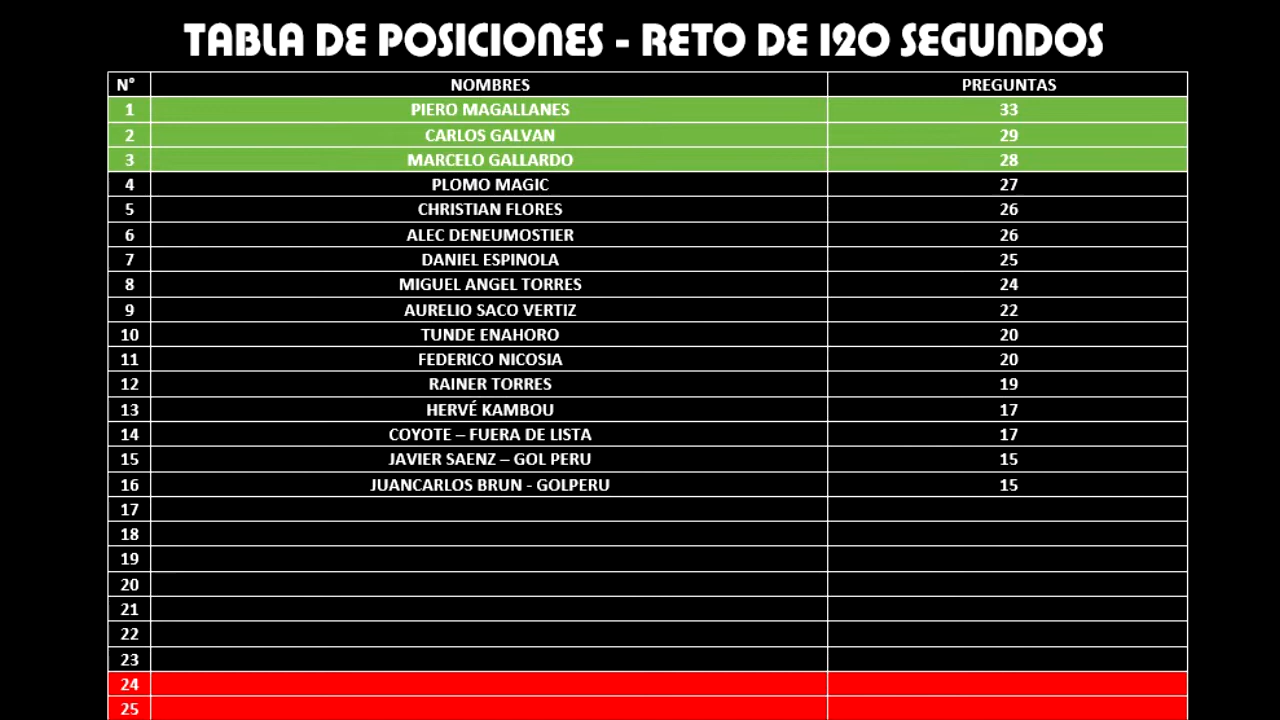 TABLA DE POSICIONES - RETO DE 120 SEGUNDOS
N° NOMBRES PREGUNTAS
1 PIERO MAGALLANES 33
2 CARLOS GALVAN 29
3 MARCELO GALLARDO 28
4 PLOMO MAGIC 27
5 CHRISTIAN FLORES 26
6 ALEC DENEUMOSTIER 26
7 DANIEL ESPINOLA 25
8 MIGUEL ANGEL TORRES 24
9 AURELIO SACO VERTIZ 22
10 TUNDE ENAHORO 20
11 FEDERICO NICOSIA 20
12 RAINER TORRES 19
13 HERVÉ KAMBOU 17
14 COYOTE – FUERA DE LISTA 17
15 JAVIER SAENZ – GOL PERU 15
16 JUANCARLOS BRUN - GOLPERU 15
17
18
19
20
21
22
23
24
25